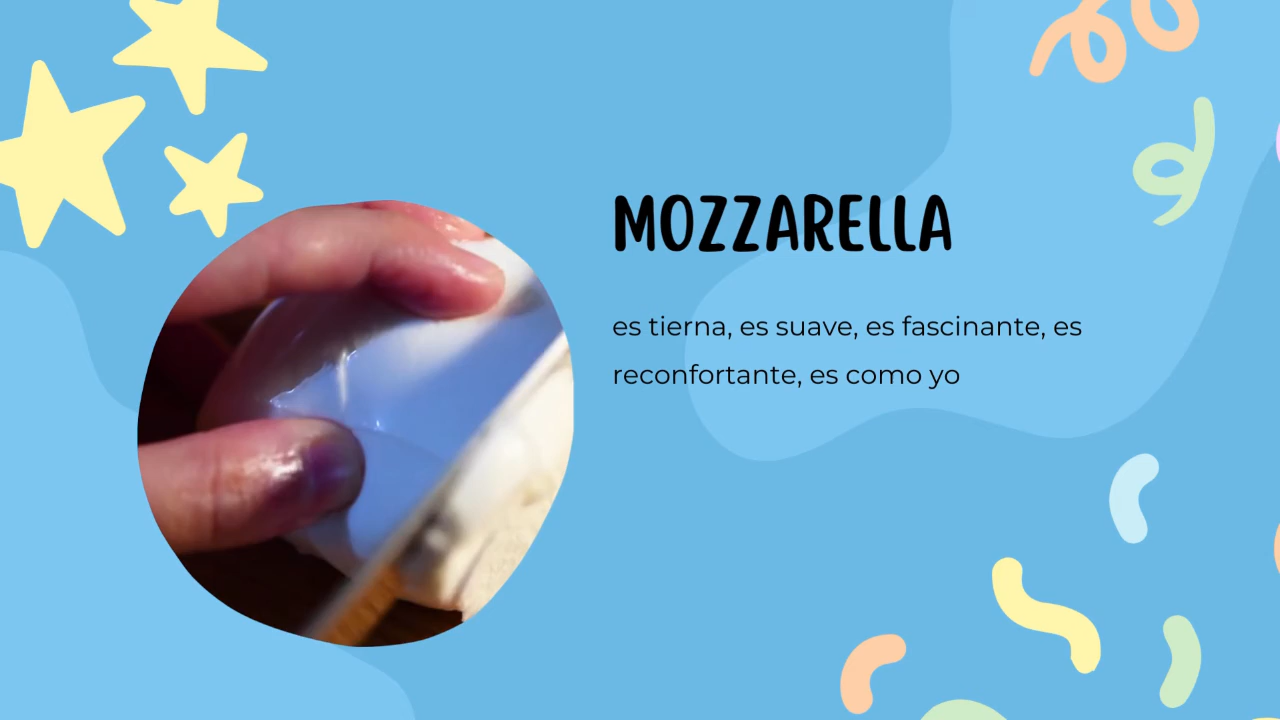 MOZZARELLA
es tierna, es suave, es fascinante, es
reconfortante, es como yo